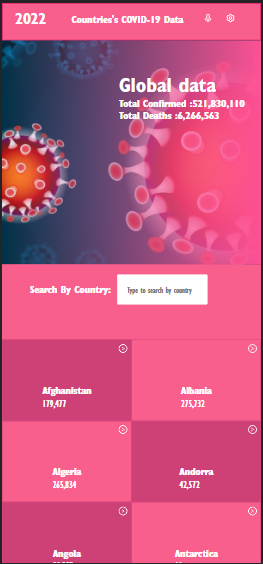 2022 Countries's COVID-19 Data
Global data
Total Confirmed :521,830,110
Total Deaths :6,266,563
Search By Country: Type to search by country
Afghanistan
179,477
Albania
275,732
Algeria
265,834
Andorra
42,572
Angola
Antarctica